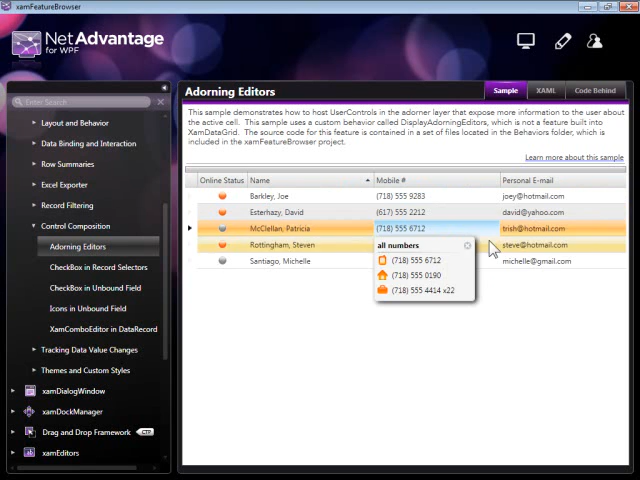 xamFeatureBrowser
NetAdvantage
for WPF
Enter Search
Layout and Behavior
Data Binding and Interaction
Row Summaries
Excel Exporter
Record Filtering
Control Composition
Adorning Editors
CheckBox in Record Selectors
CheckBox in Unbound Field
Icons in Unbound Field
XamComboEditor in DataRecord
Tracking Data Value Changes
Themes and Custom Styles
xamDialogWindow
xamDockManager
Drag and Drop Framework CTP
xamEditors
Adorning Editors
Sample XAML Code Behind
This sample demonstrates how to host UserControls in the adorner layer that expose more information to the user about
the active cell. This sample uses a custom behavior called DisplayAdorningEditors, which is not a feature built into
XamDataGrid. The source code for this feature is contained in a set of files located in the Behaviors folder, which is
included in the xamFeatureBrowser project.
Learn more about this sample
Online Status Name Mobile # Personal E-mail
Barkley, Joe (718) 555 9283 joey@hotmail.com
Esterhazy, David (617) 555 2212 david@yahoo.com
McClellan, Patricia (718) 555 6712 trish@hotmail.com
Rottingham, Steven steve@hotmail.com
Santiago, Michelle michelle@gmail.com
all numbers
(718) 555 6712
(718) 555 0190
(718) 555 4414 x22